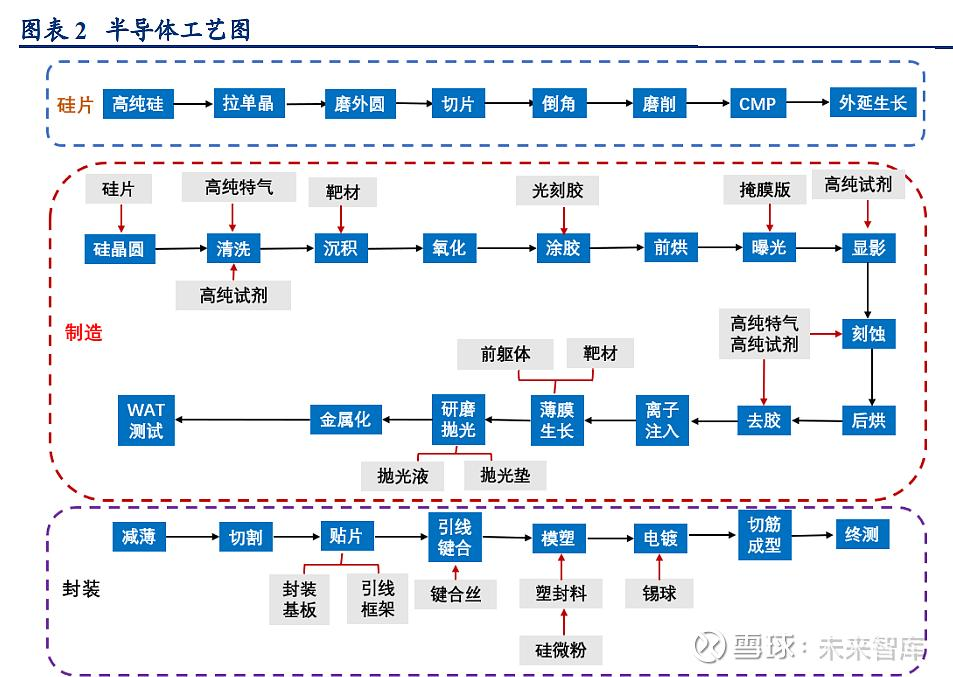 图表 2 半导体工艺图
硅片
高纯硅
拉单晶
磨外圆
切片
倒角
磨削
CMP
外延生长
硅片
高纯特气
靶材
光刻胶
掩膜版
高纯试剂
硅晶圆
清洗
沉积
氧化
涂胶
前烘
曝光
显影
高纯试剂
制造
高纯特气
高纯试剂
刻蚀
前躯体
靶材
WAT
测试
金属化
研磨
抛光
薄膜
生长
离子
注入
去胶
后烘
抛光液
抛光垫
减薄
切割
贴片
引线
键合
模塑
电镀
切筋
成型
终测
封装
封装
基板
引线
框架
键合丝
塑封料
锡球
硅微粉
雪球：未来智库